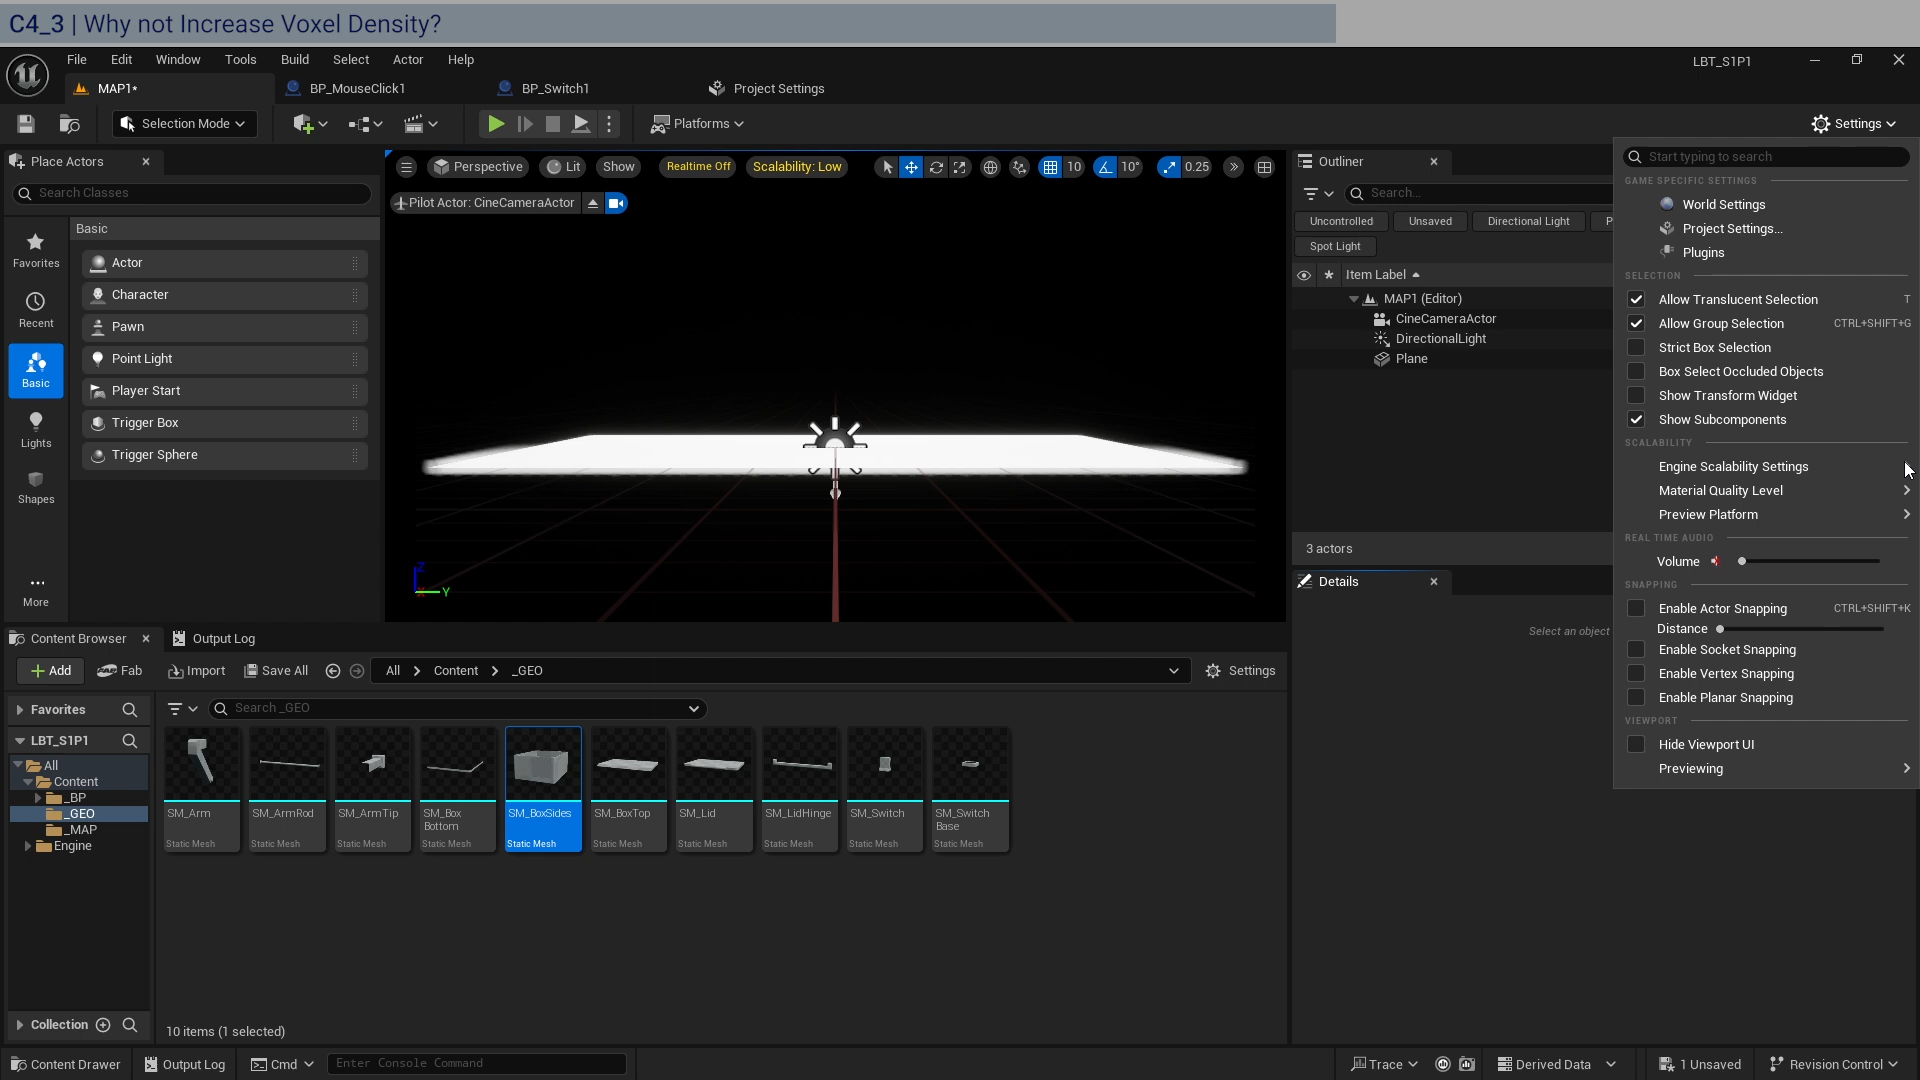 C4_3 | Why not Increase Voxel Density?
File Edit Window Tools Build Select Actor Help
LBT_S1P1
MAP1* BP_MouseClick1 BP_Switch1 Project Settings
Selection Mode Platforms Settings
Place Actors
Search Classes
Favorites
Recent
Basic
Lights
Shapes
More
Basic
Actor
Character
Pawn
Point Light
Player Start
Trigger Box
Trigger Sphere
Perspective Lit Show Realtime Off Scalability: Low 10 10° 0.25
Pilot Actor: CineCameraActor
Z
Y
Outliner
Search...
Uncontrolled Unsaved Directional Light P
Spot Light
Item Label
MAP1 (Editor)
CineCameraActor
DirectionalLight
Plane
3 actors
Details
Select an object
Start typing to search
GAME SPECIFIC SETTINGS
World Settings
Project Settings...
Plugins
SELECTION
Allow Translucent Selection T
Allow Group Selection CTRL+SHIFT+G
Strict Box Selection
Box Select Occluded Objects
Show Transform Widget
Show Subcomponents
SCALABILITY
Engine Scalability Settings
Material Quality Level
Preview Platform
REAL TIME AUDIO
Volume
SNAPPING
Enable Actor Snapping CTRL+SHIFT+K
Distance
Enable Socket Snapping
Enable Vertex Snapping
Enable Planar Snapping
VIEWPORT
Hide Viewport UI
Previewing
Content Browser Output Log
Add Fab Import Save All All Content _GEO Settings
Favorites
LBT_S1P1
All
Content
_BP
_GEO
_MAP
Engine
Collection
Search _GEO
SM_Arm
Static Mesh
SM_ArmRod
Static Mesh
SM_ArmTip
Static Mesh
SM_Box
Bottom
Static Mesh
SM_BoxSides
Static Mesh
SM_BoxTop
Static Mesh
SM_Lid
Static Mesh
SM_LidHinge
Static Mesh
SM_Switch
Static Mesh
SM_Switch
Base
Static Mesh
10 items (1 selected)
Content Drawer Output Log Cmd Enter Console Command Trace Derived Data 1 Unsaved Revision Control